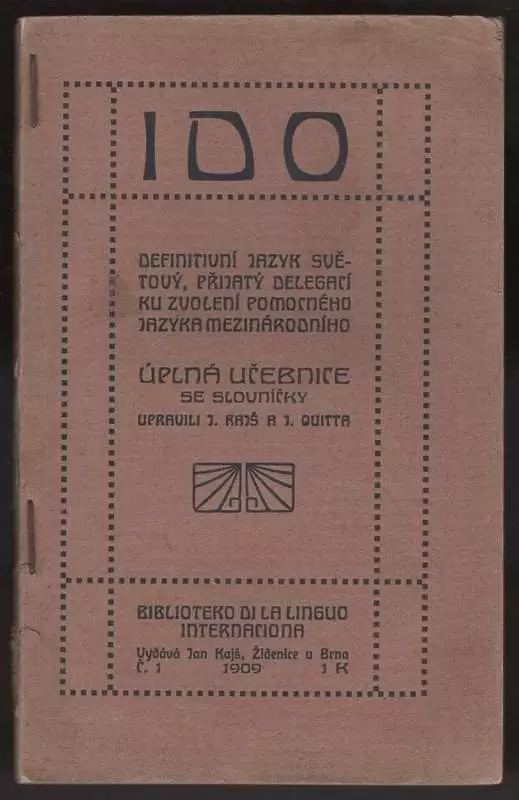 IDO
DEFINITIVNÍ JAZYK SVĚ-
TOVÝ, PŘIJATÝ DELEGACÍ
KU ZVOLENÍ POMOCNÉHO
JAZYKA MEZINÁRODNÍHO
ÚPLNÁ UČEBNICE
SE SLOVNÍČKY
UPRAVILI J. KAJŠ A J. QUITTA
BIBLIOTEKO DI LA LINGUO
INTERNACIONA
Vydává Jan Kajš, Židenice u Brna
Č. 1 1909 1 K